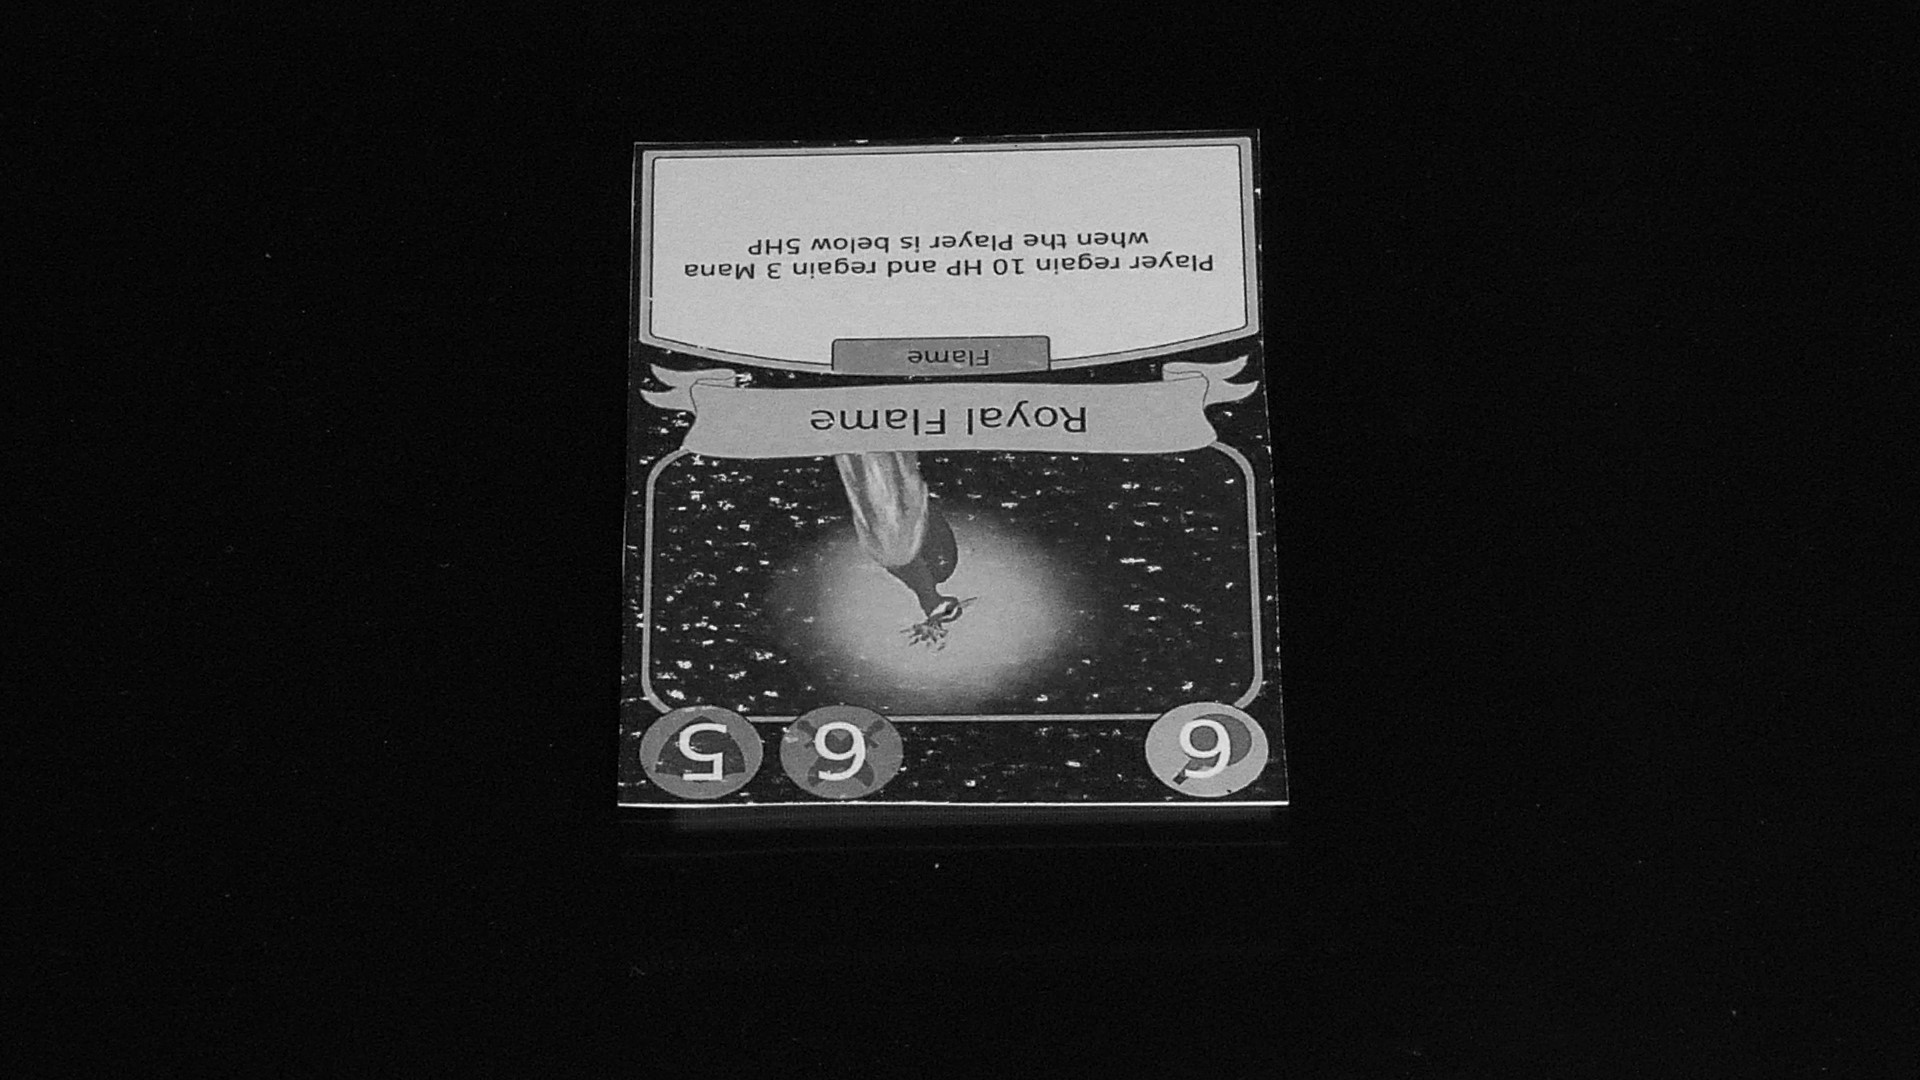 6 6 5
Royal Flame
Flame
Player regain 10 HP and regain 3 Mana
when the Player is below 5HP